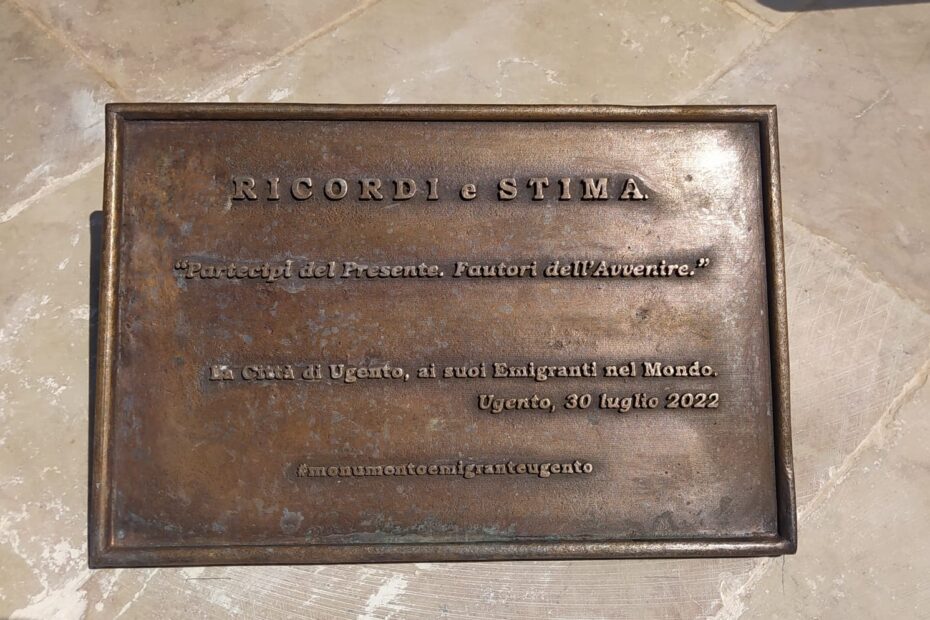 RICORDI e STIMA.
“Partecipi del Presente. Fautori dell’Avvenire.”
La Città di Ugento, ai suoi Emigranti nel Mondo.
Ugento, 30 luglio 2022
#monumentoemigranteugento